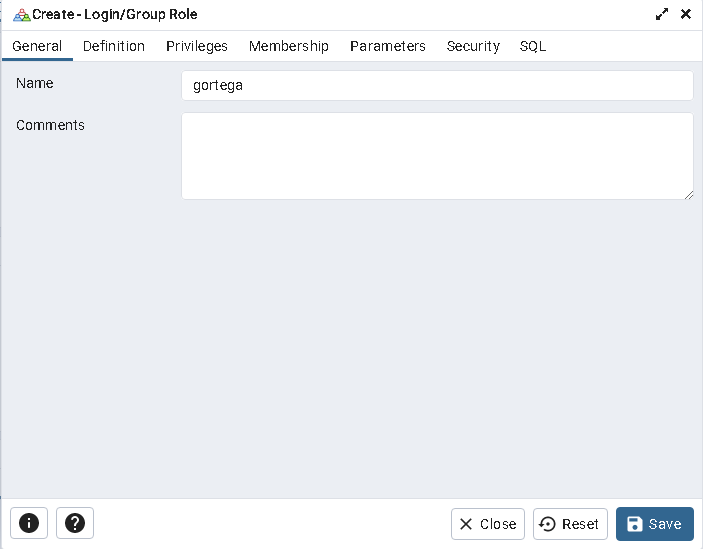 Create - Login/Group Role
General Definition Privileges Membership Parameters Security SQL
Name gortega
Comments
Close Reset Save